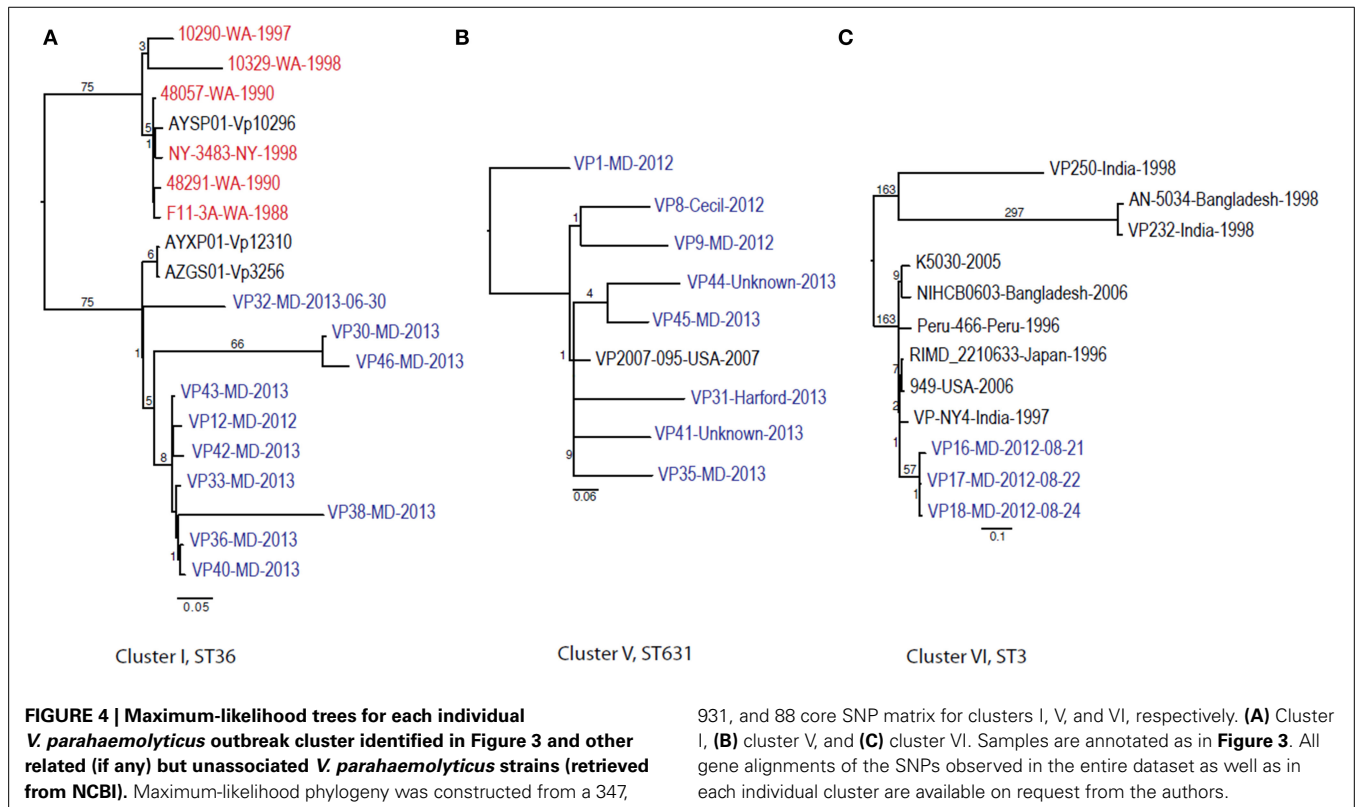 A
3
10290-WA-1997
10329-WA-1998
75
48057-WA-1990
5
AYSP01-Vp10296
1
NY-3483-NY-1998
48291-WA-1990
F11-3A-WA-1988
AYXP01-Vp12310
6
AZGS01-Vp3256
75
VP32-MD-2013-06-30
VP30-MD-2013
66
1
VP46-MD-2013
VP43-MD-2013
5
VP12-MD-2012
VP42-MD-2013
8
VP33-MD-2013
VP38-MD-2013
VP36-MD-2013
1
VP40-MD-2013
0.05
Cluster I, ST36
B
VP1-MD-2012
VP8-Cecil-2012
1
VP9-MD-2012
VP44-Unknown-2013
4
VP45-MD-2013
1
VP2007-095-USA-2007
VP31-Harford-2013
VP41-Unknown-2013
9
VP35-MD-2013
0.06
Cluster V, ST631
C
VP250-India-1998
163
AN-5034-Bangladesh-1998
297
VP232-India-1998
K5030-2005
9
NIHCB0603-Bangladesh-2006
163
Peru-466-Peru-1996
RIMD_2210633-Japan-1996
7
949-USA-2006
2
VP-NY4-India-1997
1
VP16-MD-2012-08-21
57
VP17-MD-2012-08-22
1
VP18-MD-2012-08-24
0.1
Cluster VI, ST3
FIGURE 4 | Maximum-likelihood trees for each individual
V. parahaemolyticus outbreak cluster identified in Figure 3 and other
related (if any) but unassociated V. parahaemolyticus strains (retrieved
from NCBI). Maximum-likelihood phylogeny was constructed from a 347,
931, and 88 core SNP matrix for clusters I, V, and VI, respectively. (A) Cluster
I, (B) cluster V, and (C) cluster VI. Samples are annotated as in Figure 3. All
gene alignments of the SNPs observed in the entire dataset as well as in
each individual cluster are available on request from the authors.